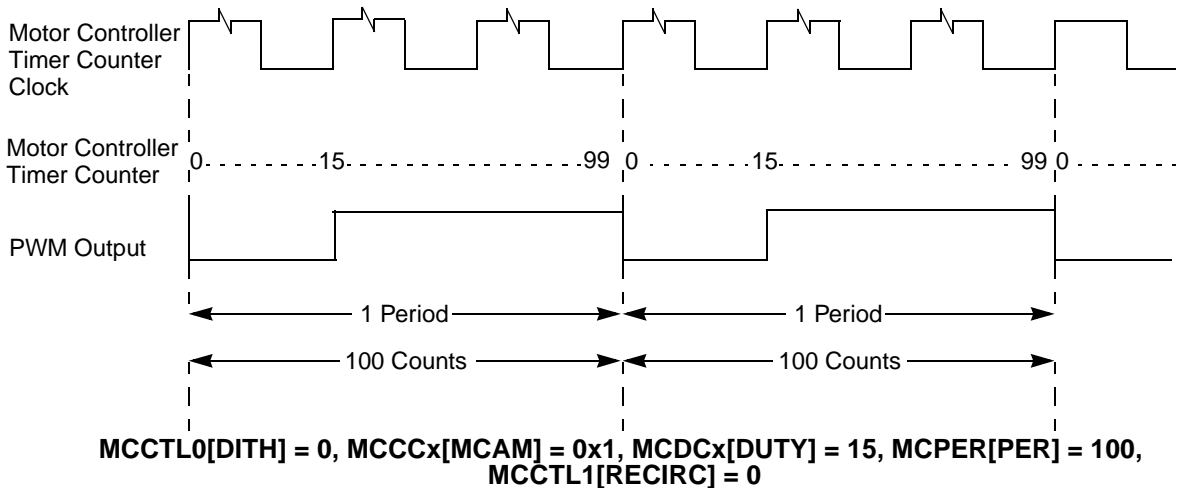 Motor Controller
Timer Counter
Clock
Motor Controller
Timer Counter
0 15 99 0 15 99 0
PWM Output
1 Period 1 Period
100 Counts 100 Counts
MCCTL0[DITH] = 0, MCCCx[MCAM] = 0x1, MCDCx[DUTY] = 15, MCPER[PER] = 100,
MCCTL1[RECIRC] = 0